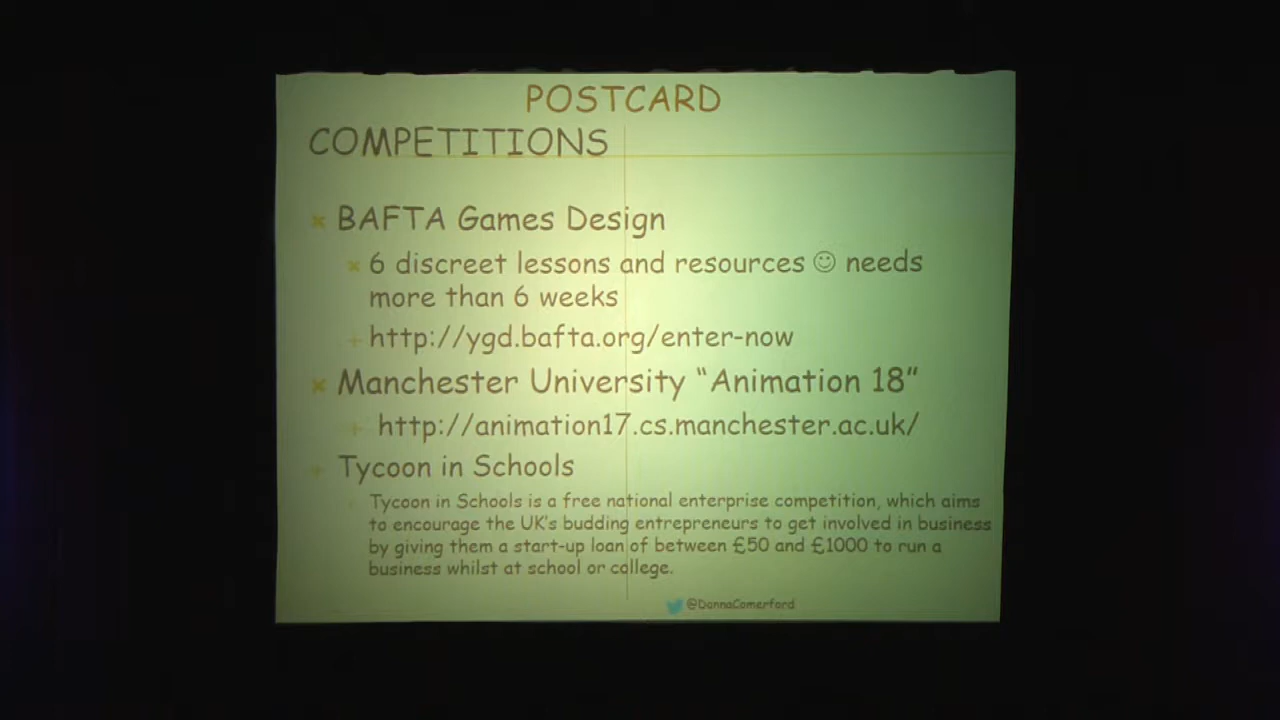 POSTCARD
COMPETITIONS
BAFTA Games Design
6 discreet lessons and resources ☺ needs
more than 6 weeks
http://ygd.bafta.org/enter-now
Manchester University “Animation 18”
http://animation17.cs.manchester.ac.uk/
Tycoon in Schools
Tycoon in Schools is a free national enterprise competition, which aims
to encourage the UK's budding entrepreneurs to get involved in business
by giving them a start-up loan of between £50 and £1000 to run a
business whilst at school or college.
@DonnaComerford